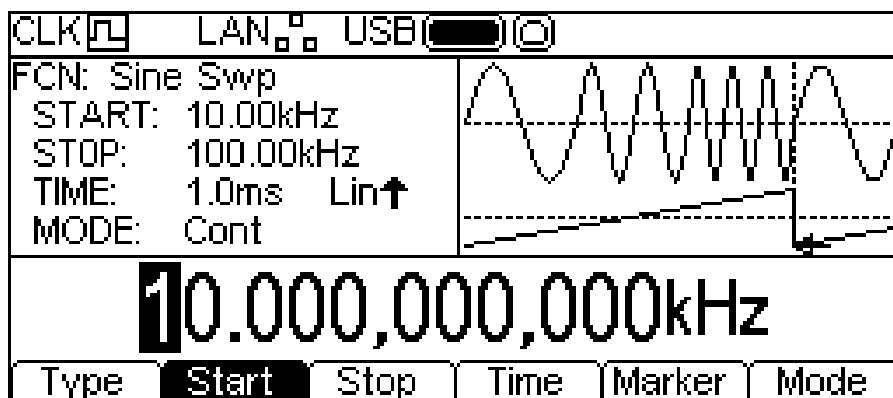 CLK LAN USB
FCN: Sine Swp
START: 10.00kHz
STOP: 100.00kHz
TIME: 1.0ms Lin↑
MODE: Cont
10.000,000,000kHz
Type Start Stop Time Marker Mode